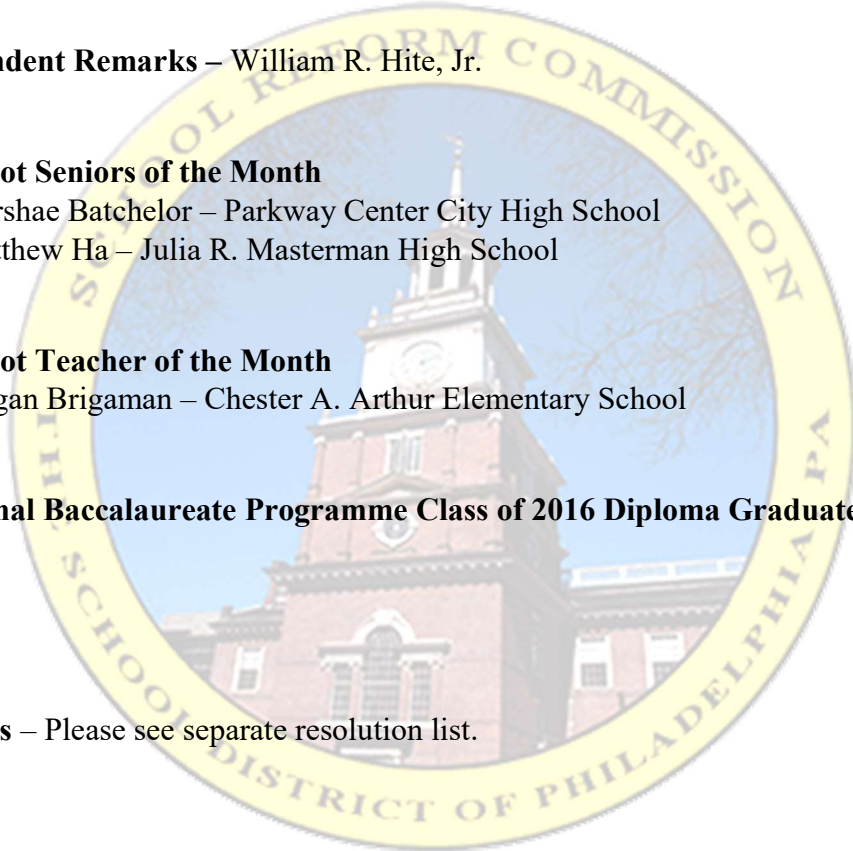 ndent Remarks – William R. Hite, Jr.
ot Seniors of the Month
rshae Batchelor – Parkway Center City High School
tthew Ha – Julia R. Masterman High School
ot Teacher of the Month
gan Brigaman – Chester A. Arthur Elementary School
nal Baccalaureate Programme Class of 2016 Diploma Graduate
s – Please see separate resolution list.
SCHOOL REFORM COMMISSION
SCHOOL DISTRICT OF PHILADELPHIA PA